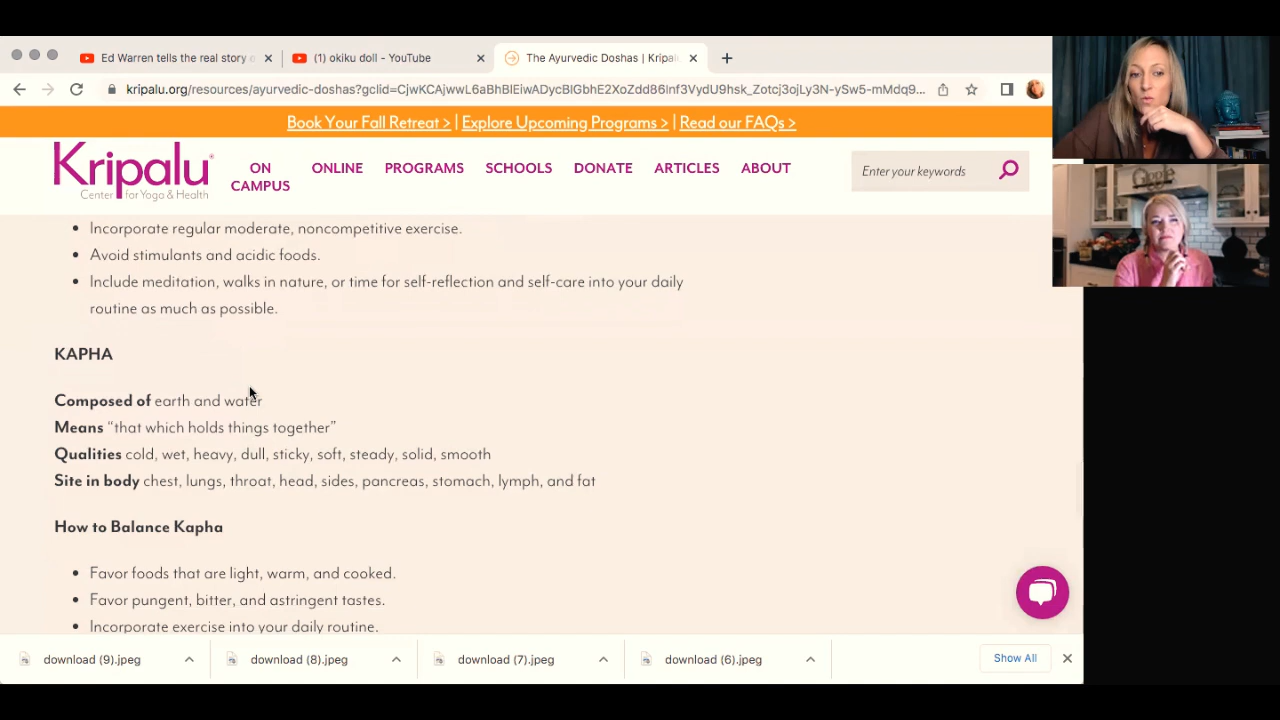 Ed Warren tells the real story o
(1) okiku doll - YouTube
The Ayurvedic Doshas | Kripalu
kripalu.org/resources/ayurvedic-doshas?gclid=CjwKCAjwwL6aBhBlEiwADycBIGbhE2XoZdd86lnf3VydU9hsk_Zotcj3ojLy3N-ySw5-mMdq9...
Book Your Fall Retreat > | Explore Upcoming Programs > | Read our FAQs >
Kripalu®
Center for Yoga & Health
ON CAMPUS
ONLINE
PROGRAMS
SCHOOLS
DONATE
ARTICLES
ABOUT
Enter your keywords
Google
• Incorporate regular moderate, noncompetitive exercise.
• Avoid stimulants and acidic foods.
• Include meditation, walks in nature, or time for self-reflection and self-care into your daily
routine as much as possible.
KAPHA
Composed of earth and water
Means “that which holds things together”
Qualities cold, wet, heavy, dull, sticky, soft, steady, solid, smooth
Site in body chest, lungs, throat, head, sides, pancreas, stomach, lymph, and fat
How to Balance Kapha
• Favor foods that are light, warm, and cooked.
• Favor pungent, bitter, and astringent tastes.
• Incorporate exercise into your daily routine.
download (9).jpeg
download (8).jpeg
download (7).jpeg
download (6).jpeg
Show All